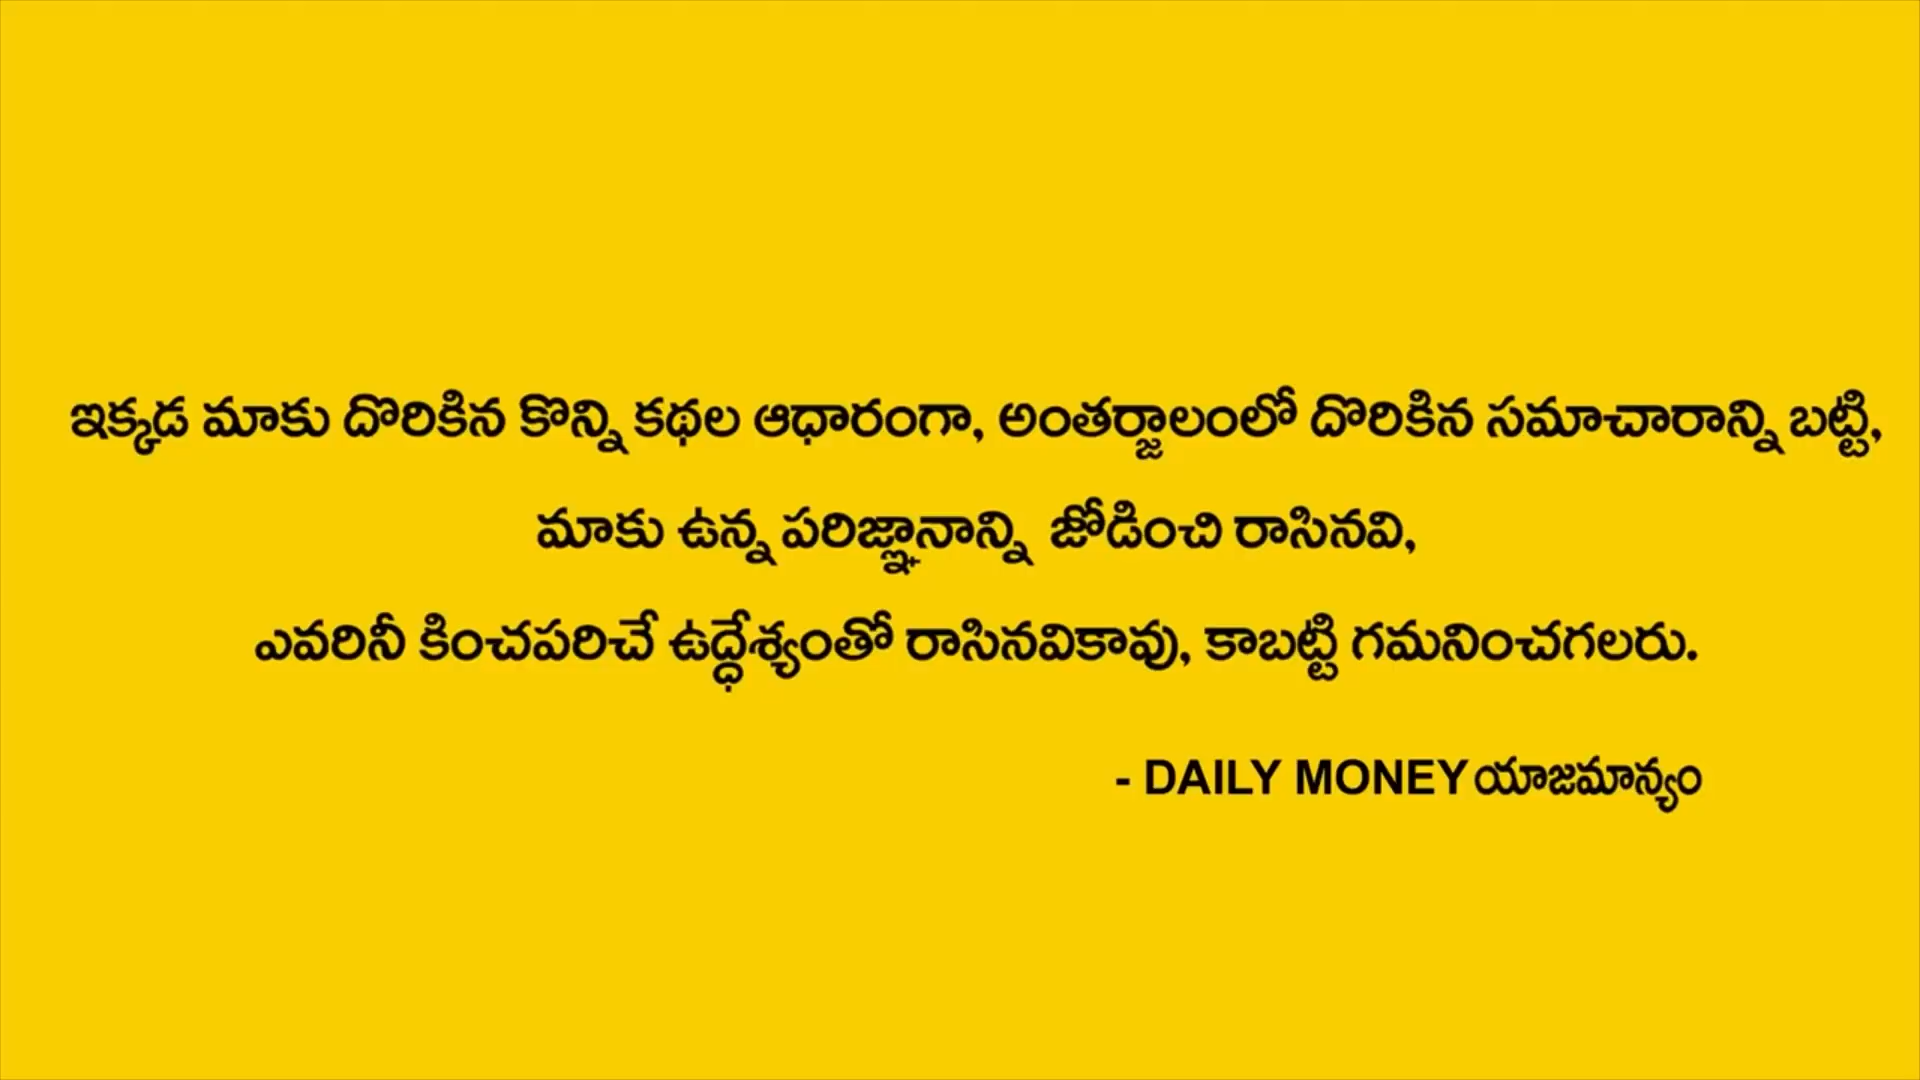 ఇక్కడ మాకు దొరికిన కొన్ని కథల ఆధారంగా, అంతర్జాలంలో దొరికిన సమాచారాన్ని బట్టి,
మాకు ఉన్న పరిజ్ఞానాన్ని జోడించి రాసినవి,
ఎవరినీ కించపరిచే ఉద్ధేశ్యంతో రాసినవికావు, కాబట్టి గమనించగలరు.
- DAILY MONEY యాజమాన్యం